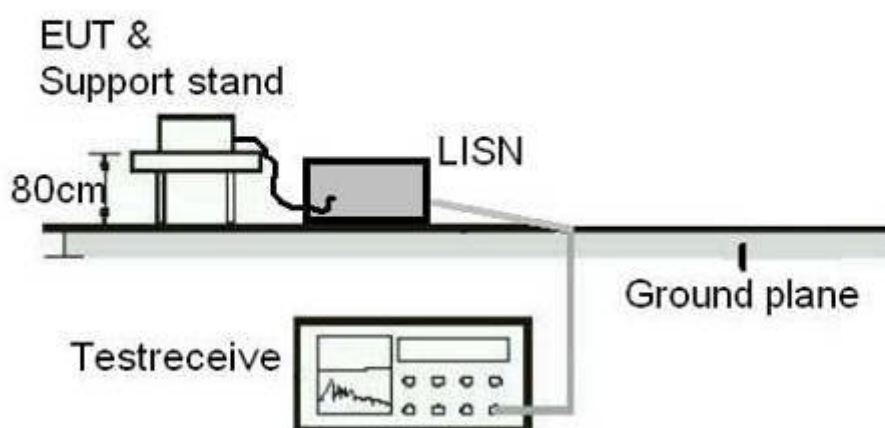 EUT &
Support stand
LISN
80cm
Ground plane
Testreceive